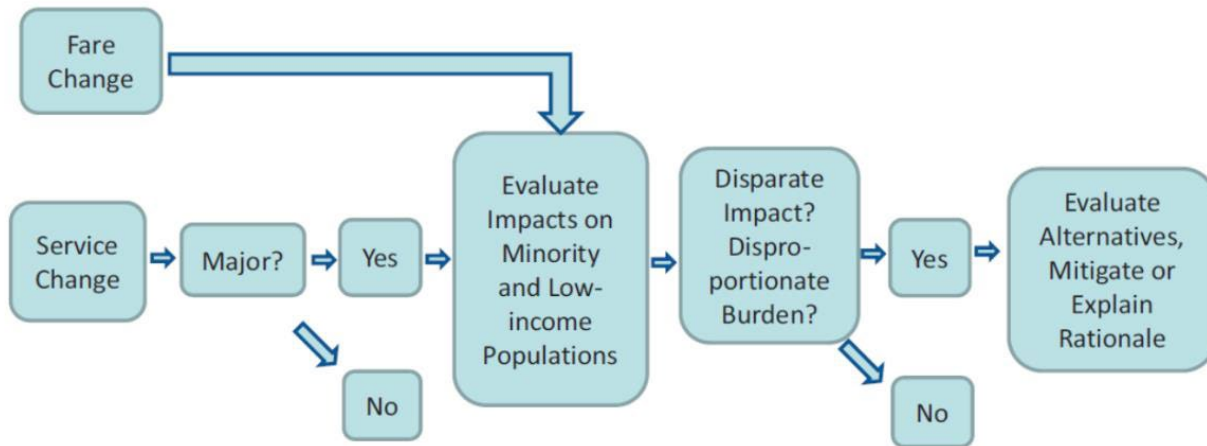 Fare
Change
Service
Change
Major?
Yes
No
Evaluate
Impacts on
Minority
and Low-
income
Populations
Disparate
Impact?
Dispro-
portionate
Burden?
Yes
No
Evaluate
Alternatives,
Mitigate or
Explain
Rationale